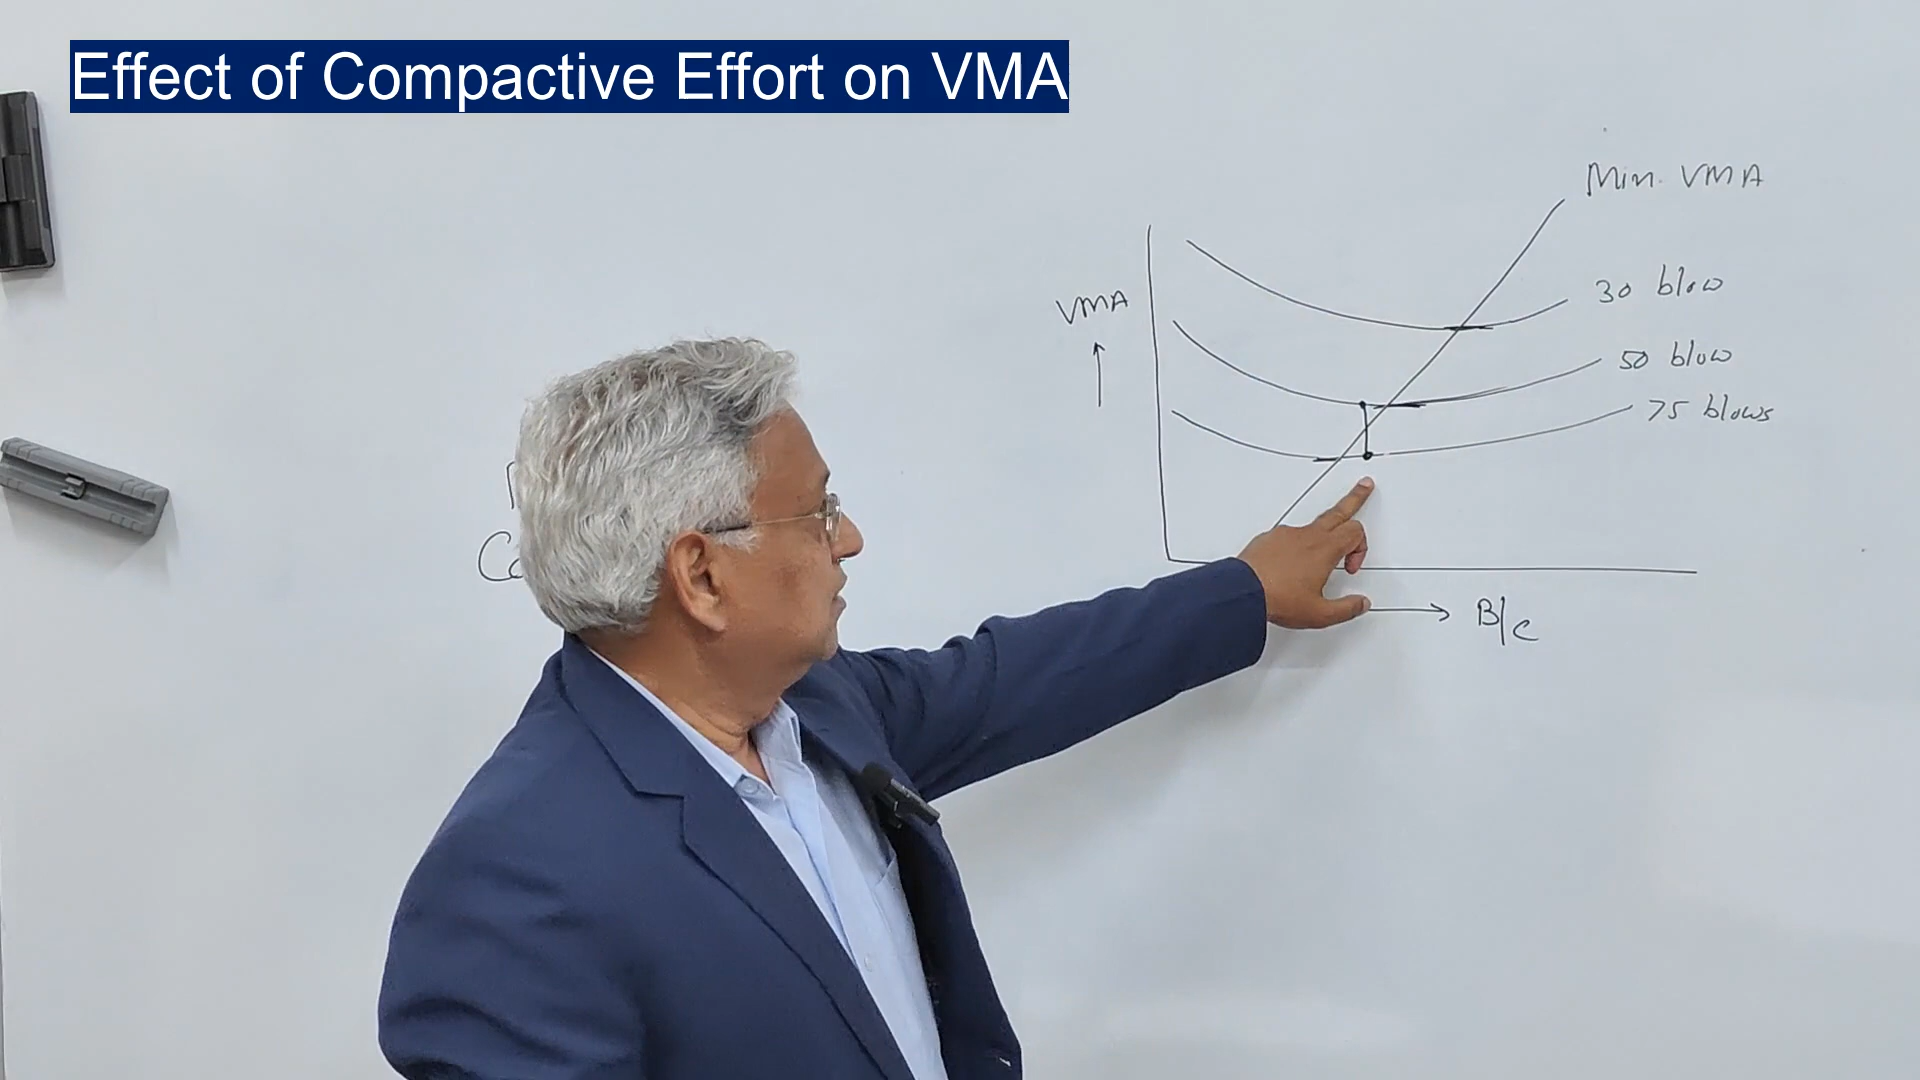 Effect of Compactive Effort on VMA
Min. VMA
VMA
30 blow
50 blow
75 blows
B/c